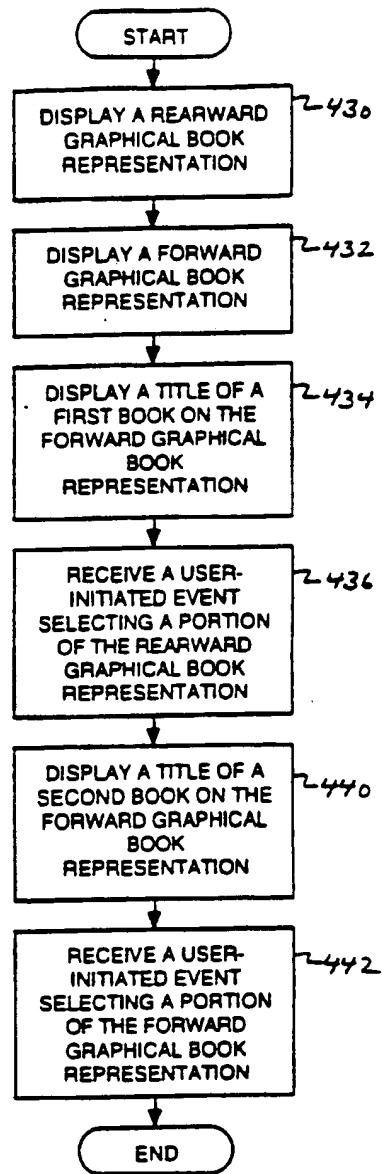 START
DISPLAY A REARWARD
GRAPHICAL BOOK
REPRESENTATION
430
DISPLAY A FORWARD
GRAPHICAL BOOK
REPRESENTATION
432
DISPLAY A TITLE OF A
FIRST BOOK ON THE
FORWARD GRAPHICAL
BOOK
REPRESENTATION
434
RECEIVE A USER-
INITIATED EVENT
SELECTING A PORTION
OF THE REARWARD
GRAPHICAL BOOK
REPRESENTATION
436
DISPLAY A TITLE OF A
SECOND BOOK ON THE
FORWARD GRAPHICAL
BOOK
REPRESENTATION
440
RECEIVE A USER-
INITIATED EVENT
SELECTING A PORTION
OF THE FORWARD
GRAPHICAL BOOK
REPRESENTATION
442
END